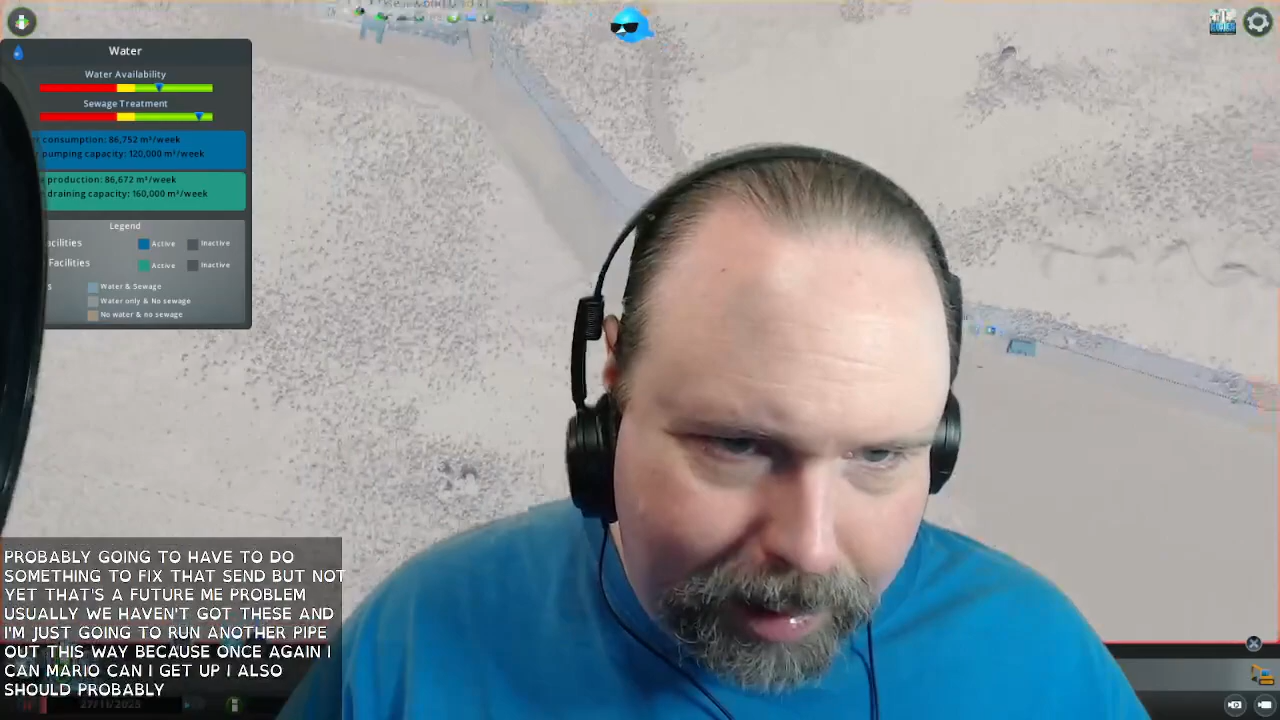 Water
Water Availability
Sewage Treatment
consumption: 86,752 m³/week
pumping capacity: 120,000 m³/week
production: 86,672 m³/week
draining capacity: 160,000 m³/week
Legend
acilities Active Inactive
Facilities Active Inactive
s Water & Sewage
Water only & No sewage
No water & no sewage
PROBABLY GOING TO HAVE TO DO
SOMETHING TO FIX THAT SEND BUT NOT
YET THAT'S A FUTURE ME PROBLEM
USUALLY WE HAVEN'T GOT THESE AND
I'M JUST GOING TO RUN ANOTHER PIPE
OUT THIS WAY BECAUSE ONCE AGAIN I
CAN MARIO CAN I GET UP I ALSO
SHOULD PROBABLY
27/11/2025